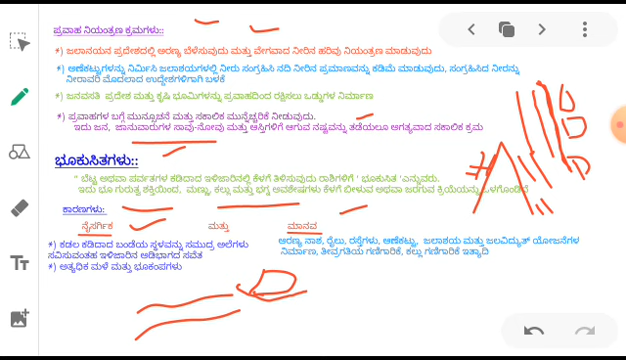 ಪ್ರವಾಹ ನಿಯಂತ್ರಣ ಕ್ರಮಗಳು::
*) ಜಲಾನಯನ ಪ್ರದೇಶದಲ್ಲಿ ಅರಣ್ಯ ಬೆಳೆಸುವುದು ಮತ್ತು ವೇಗವಾದ ನೀರಿನ ಹರಿವು ನಿಯಂತ್ರಣ ಮಾಡುವುದು
*) ಆಣೆಕಟ್ಟುಗಳನ್ನು ನಿರ್ಮಿಸಿ ಜಲಾಶಯಗಳಲ್ಲಿ ನೀರು ಸಂಗ್ರಹಿಸಿ ನದಿ ನೀರಿನ ಪ್ರಮಾಣವನ್ನು ಕಡಿಮೆ ಮಾಡುವುದು, ಸಂಗ್ರಹಿಸಿದ ನೀರನ್ನು
ನೀರಾವರಿ ಮೊದಲಾದ ಉದ್ದೇಶಗಳಿಗಾಗಿ ಬಳಕೆ
*) ಜನವಸತಿ ಪ್ರದೇಶ ಮತ್ತು ಕೃಷಿ ಭೂಮಿಗಳನ್ನು ಪ್ರವಾಹದಿಂದ ರಕ್ಷಿಸಲು ಒಡ್ಡುಗಳ ನಿರ್ಮಾಣ
*) ಪ್ರವಾಹಗಳ ಬಗ್ಗೆ ಮುನ್ಸೂಚನೆ ಮತ್ತು ಸಕಾಲಿಕ ಮುನ್ನೆಚ್ಚರಿಕೆ ನೀಡುವುದು.
ಇದು ಜನ, ಜಾನುವಾರುಗಳ ಸಾವು-ನೋವು ಮತ್ತು ಆಸ್ತಿಗಳಿಗೆ ಆಗುವ ನಷ್ಟವನ್ನು ತಡೆಯಲೂ ಅಗತ್ಯವಾದ ಸಕಾಲಿಕ ಕ್ರಮ
ಭೂಕುಸಿತಗಳು::
" ಬೆಟ್ಟ ಅಥವಾ ಪರ್ವತಗಳ ಕಡಿದಾದ ಇಳಿಜಾರಿನಲ್ಲಿ ಕೆಳಗೆ ತಿಳಿಸುವುದು ರಾಶಿಗಳಿಗೆ ' ಭೂಕುಸಿತ 'ಎನ್ನುವರು.
ಇದು ಭೂ ಗುರುತ್ವ ಶಕ್ತಿಯಿಂದ, ಮಣ್ಣು, ಕಲ್ಲು ಮತ್ತು ಭಗ್ನ ಅವಶೇಷಗಳು ಕೆಳಗೆ ಬೀಳುವ ಅಥವಾ ಜರಗುವ ಕ್ರಿಯೆಯನ್ನು ಒಳಗೊಂಡಿದೆ
ಕಾರಣಗಳು:
ನೈಸರ್ಗಿಕ ಮತ್ತು ಮಾನವ
*) ಕಡಲ ಕಡಿದಾದ ಬಂಡೆಯ ಸ್ಥಳವನ್ನು ಸಮುದ್ರ ಅಲೆಗಳು
ಸವಿಸುವಂತಹ ಇಳಿಜಾರಿನ ಅಡಿಭಾಗದ ಸವೆತ
*) ಅತ್ಯಧಿಕ ಮಳೆ ಮತ್ತು ಭೂಕಂಪಗಳು
ಅರಣ್ಯ ನಾಶ, ರೈಲು, ರಸ್ತೆಗಳು, ಆಣೆಕಟ್ಟು, ಜಲಾಶಯ ಮತ್ತು ಜಲವಿದ್ಯುತ್ ಯೋಜನೆಗಳ
ನಿರ್ಮಾಣ, ತೀವ್ರಗತಿಯ ಗಣಿಗಾರಿಕೆ, ಕಲ್ಲು ಗಣಿಗಾರಿಕೆ ಇತ್ಯಾದಿ